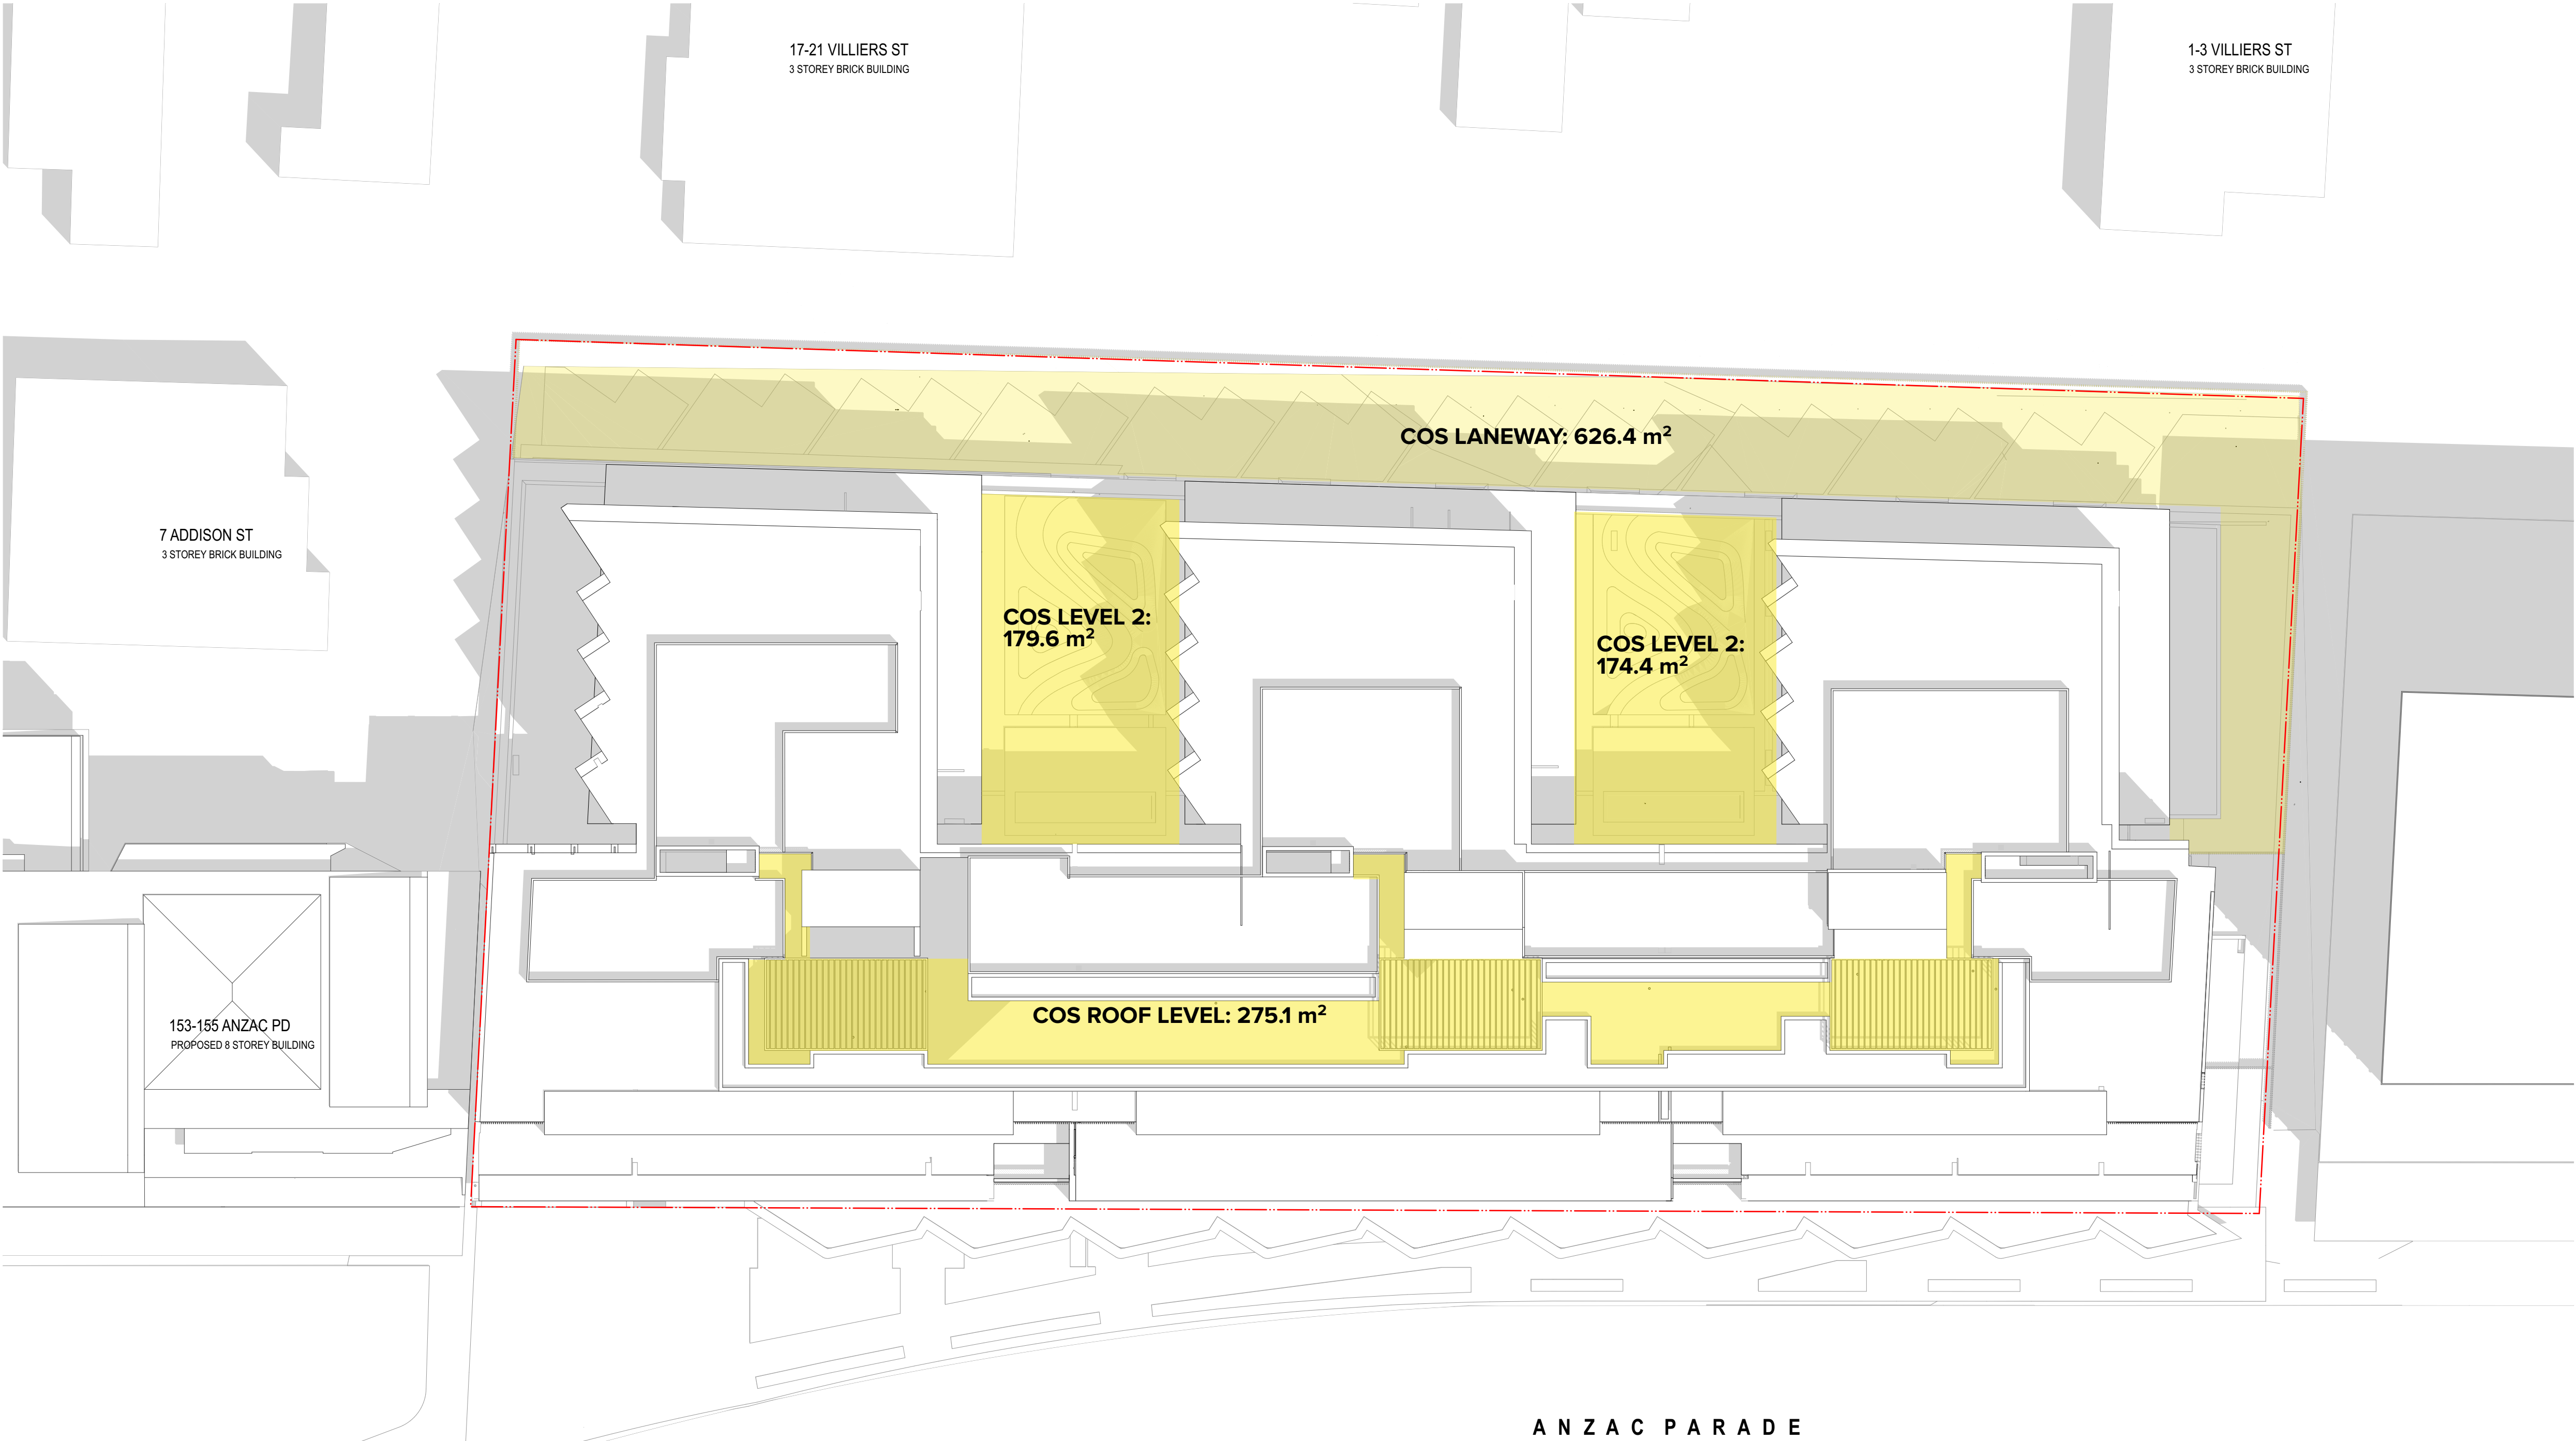 17-21 VILLIERS ST
3 STOREY BRICK BUILDING
1-3 VILLIERS ST
3 STOREY BRICK BUILDING
COS LANEWAY: 626.4 m²
7 ADDISON ST
3 STOREY BRICK BUILDING
COS LEVEL 2:
179.6 m²
COS LEVEL 2:
174.4 m²
COS ROOF LEVEL: 275.1 m²
153-155 ANZAC PD
PROPOSED 8 STOREY BUILDING
ANZAC PARADE